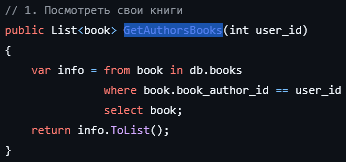 // 1. Посмотреть свои книги
public List<book> GetAuthorsBooks(int user_id)
{
var info = from book in db.books
where book.book_author_id == user_id
select book;
return info.ToList();
}